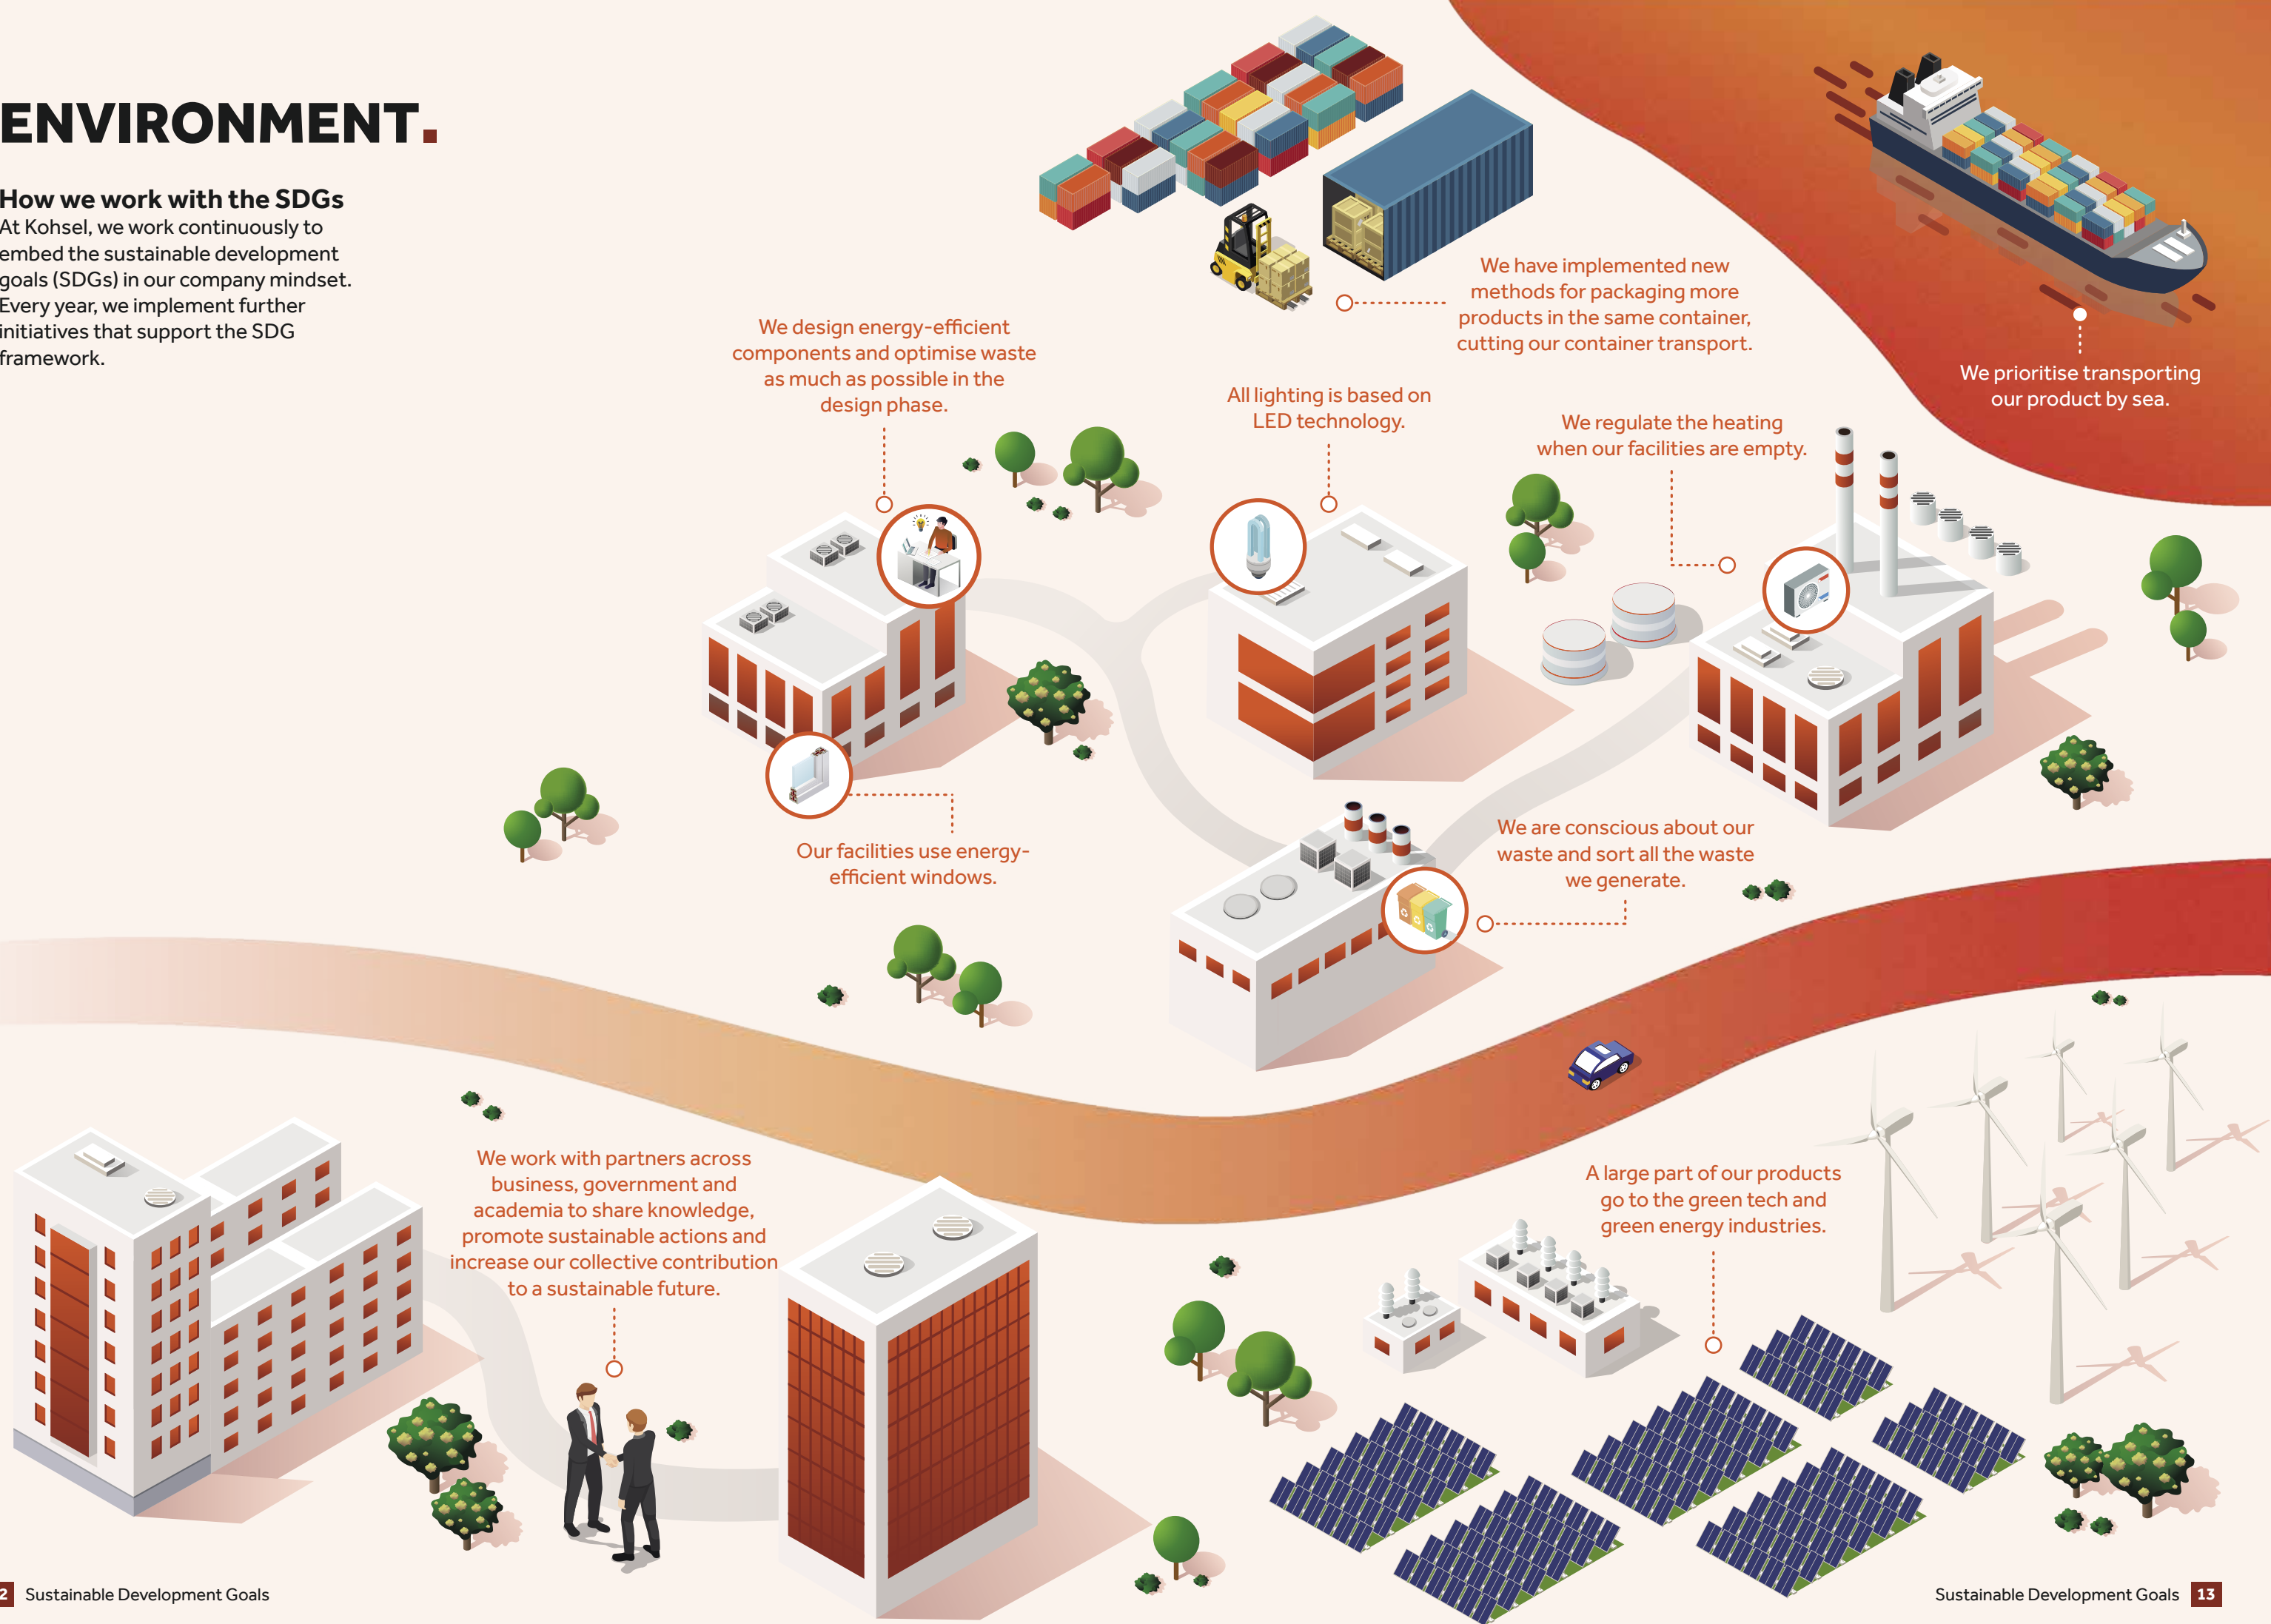 ENVIRONMENT.
How we work with the SDGs
At Kohsel, we work continuously to
embed the sustainable development
goals (SDGs) in our company mindset.
Every year, we implement further
initiatives that support the SDG
framework.
We have implemented new
methods for packaging more
products in the same container,
cutting our container transport.
We prioritise transporting
our product by sea.
We design energy-efficient
components and optimise waste
as much as possible in the
design phase.
All lighting is based on
LED technology.
We regulate the heating
when our facilities are empty.
Our facilities use energy-
efficient windows.
We are conscious about our
waste and sort all the waste
we generate.
We work with partners across
business, government and
academia to share knowledge,
promote sustainable actions and
increase our collective contribution
to a sustainable future.
A large part of our products
go to the green tech and
green energy industries.
2 Sustainable Development Goals
Sustainable Development Goals 13